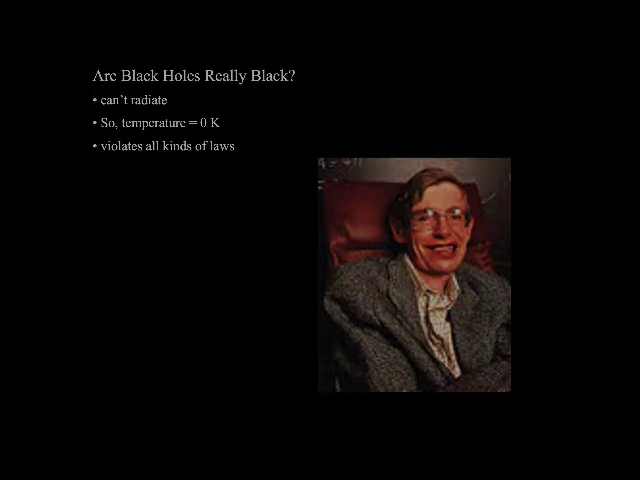 Are Black Holes Really Black?
• can't radiate
• So, temperature = 0 K
• violates all kinds of laws